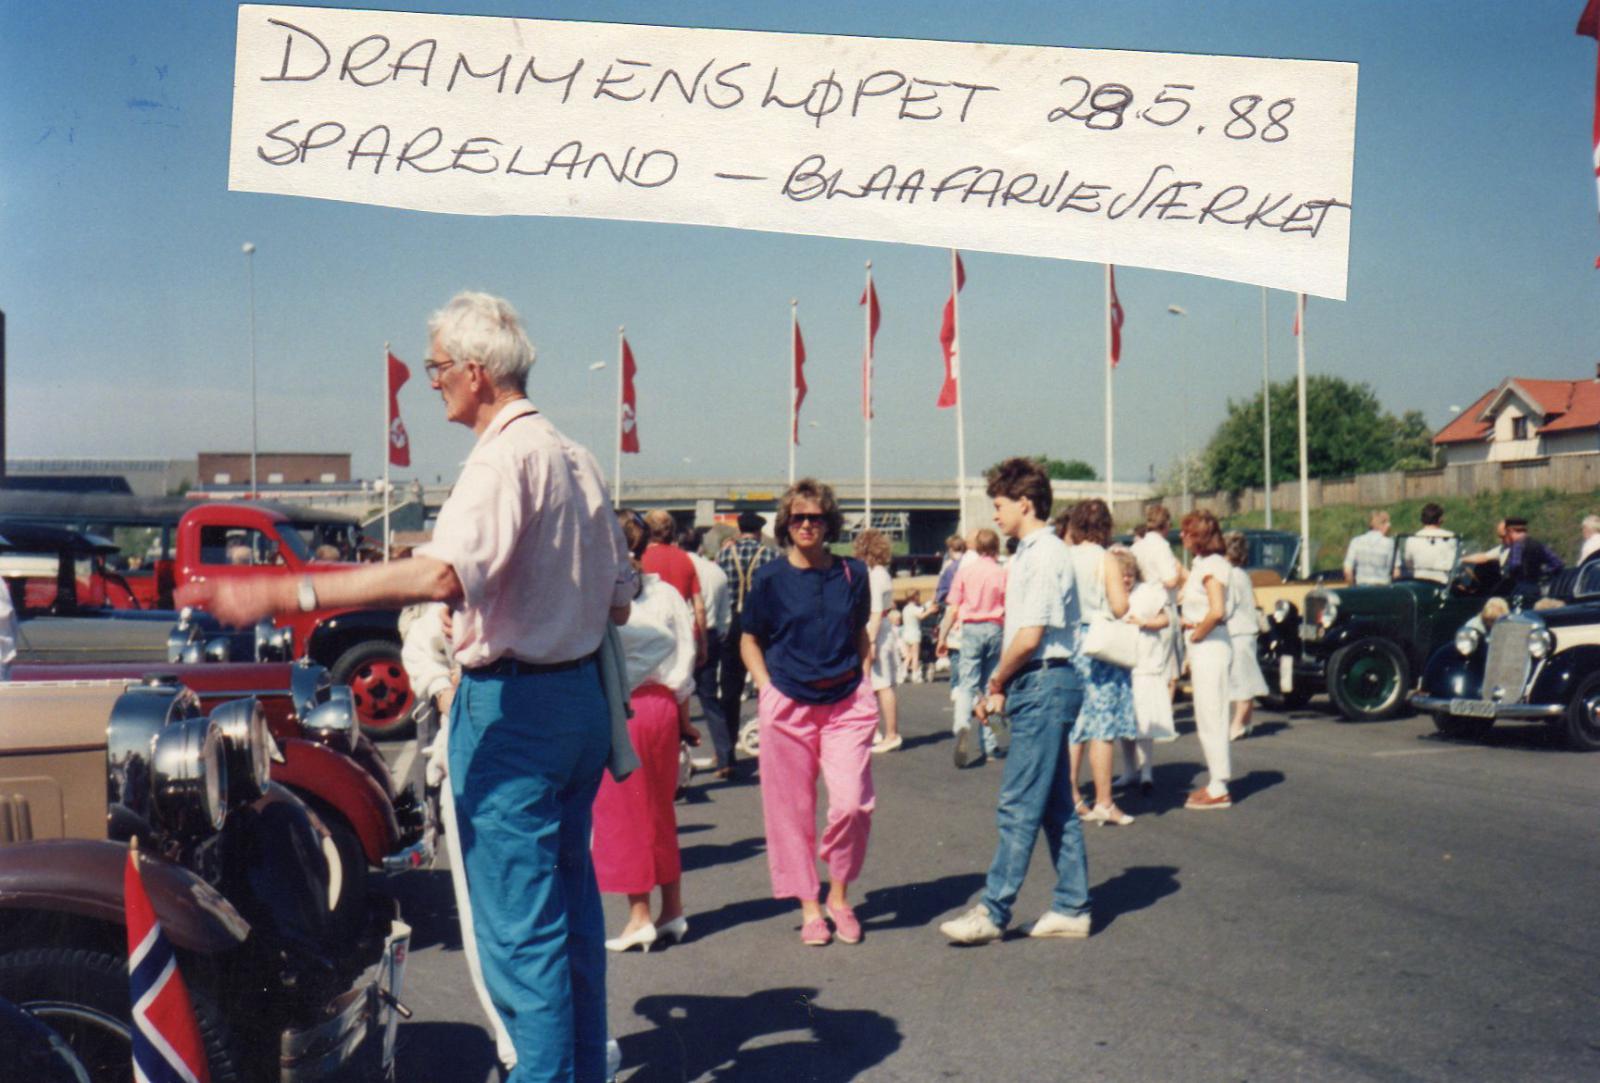 DRAMMENSLØPET 28.5.88
SPARELAND – BLAAFARVEVÆRKET